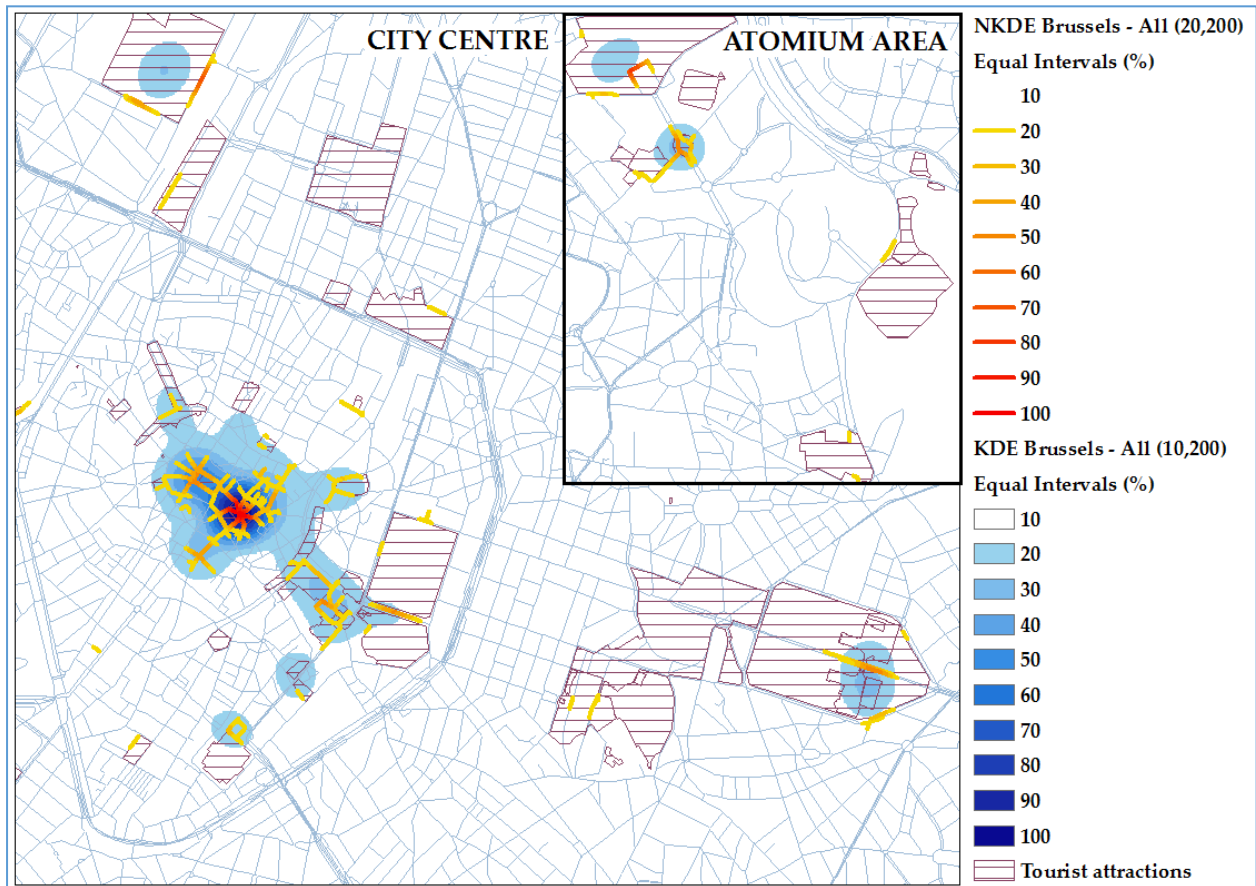 CITY CENTRE
ATOMIUM AREA
NKDE Brussels - All (20,200)
Equal Intervals (%)
10
20
30
40
50
60
70
80
90
100
KDE Brussels - All (10,200)
Equal Intervals (%)
10
20
30
40
50
60
70
80
90
100
Tourist attractions